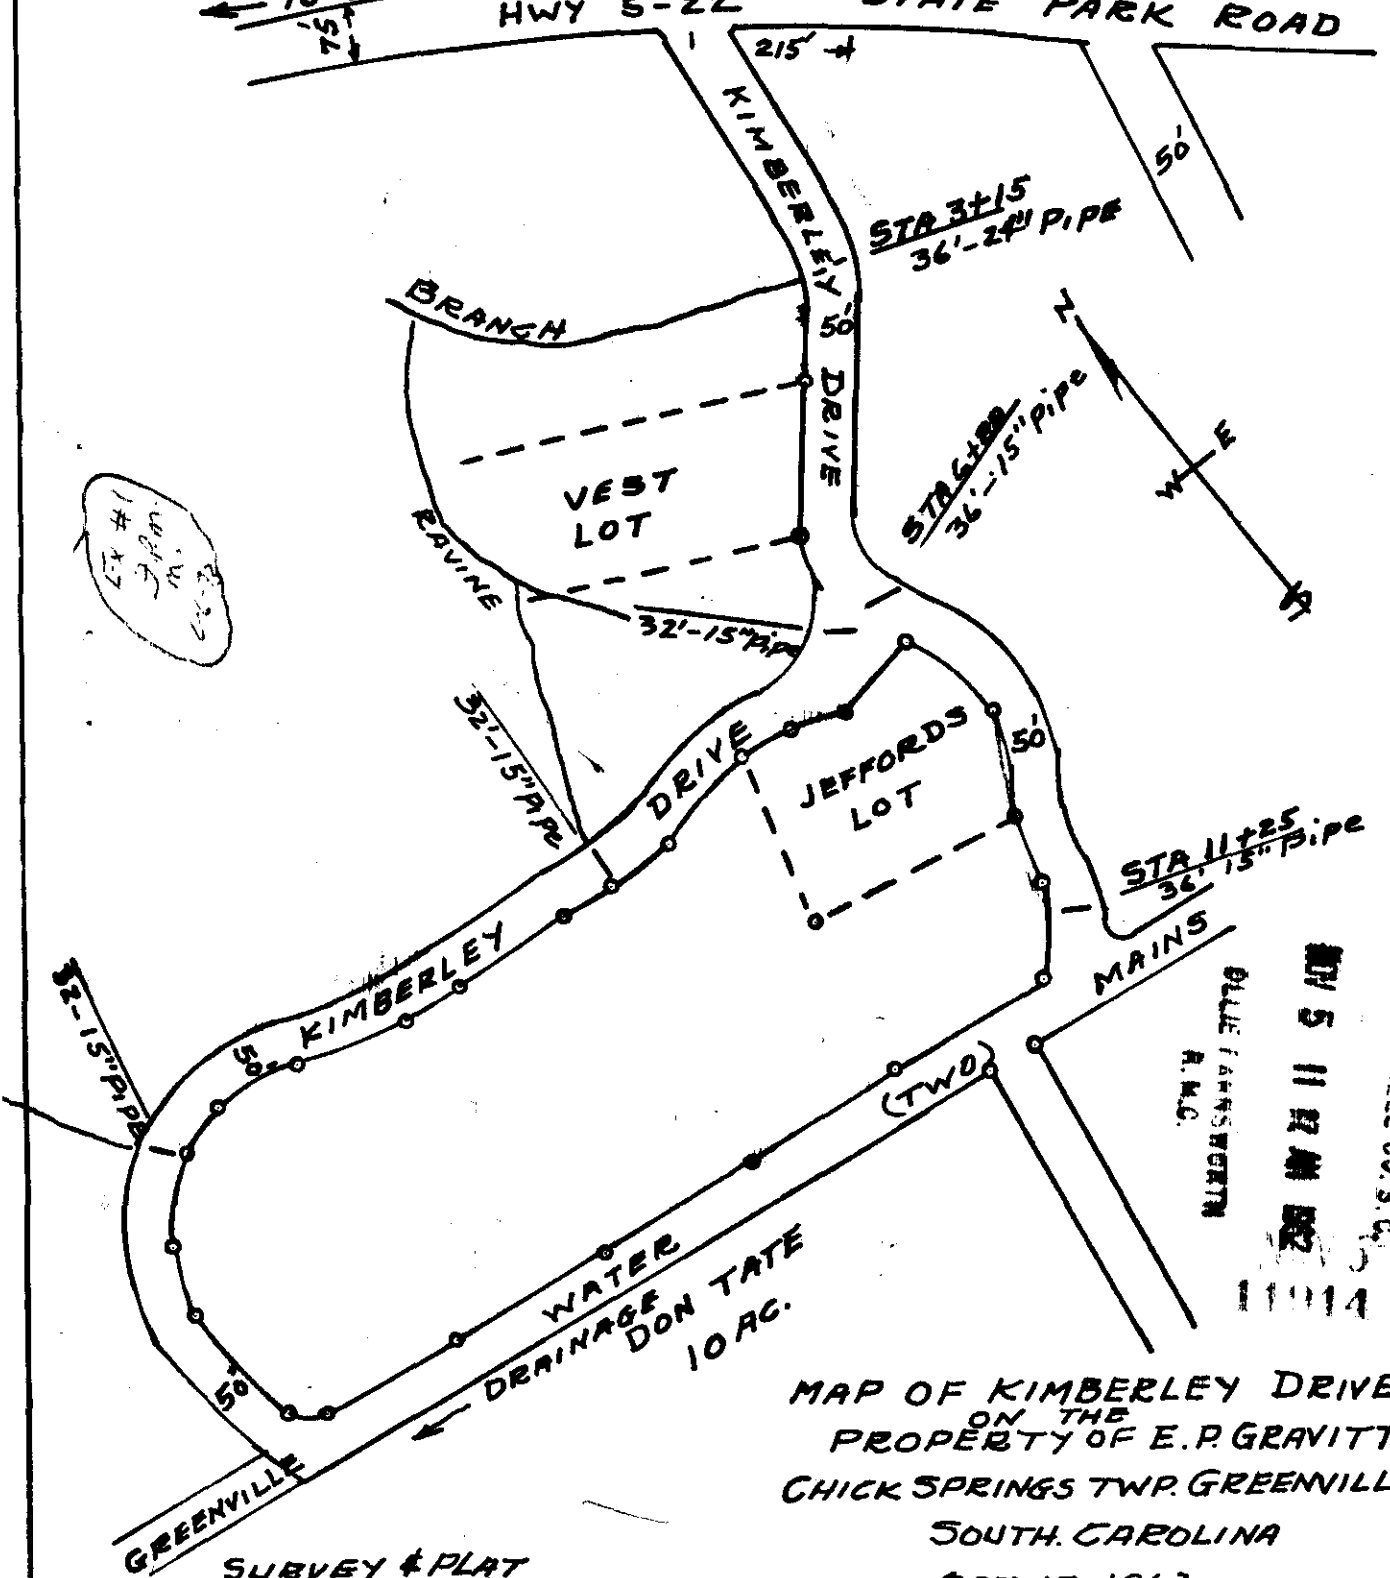 75'
HWY S-22 STATE PARK ROAD
215'
KIMBERLEY DRIVE
50'
50'
STA 3+15
36'-24" PIPE
BRANCH
N
E
W
S
VEST
LOT
RAVINE
36'-15" Pipe
32'-15" Pipe
32'-15" Pipe
JEFFORDS
LOT
50'
STA 11+25
36' 15" Pipe
KIMBERLEY DRIVE
50'
32-15" PIPE
50'
GREENVILLE WATER (TWO) MAINS
DRAINAGE
DON TATE
10 AC.
OLLIE FARNSWORTH
R.M.C.
11914
MAP OF KIMBERLEY DRIVE
ON THE
PROPERTY OF E.P. GRAVITT
CHICK SPRINGS TWP. GREENVILL
SOUTH. CAROLINA
SURVEY & PLAT